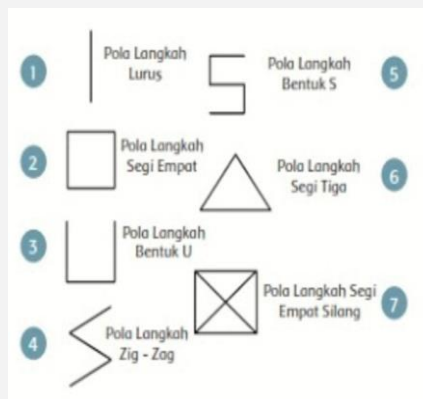 1
Pola Langkah
Lurus
2
Pola Langkah
Segi Empat
3
Pola Langkah
Bentuk U
4
Pola Langkah
Zig - Zag
Pola Langkah
Bentuk S
5
Pola Langkah
Segi Tiga
6
Pola Langkah Segi
Empat Silang
7